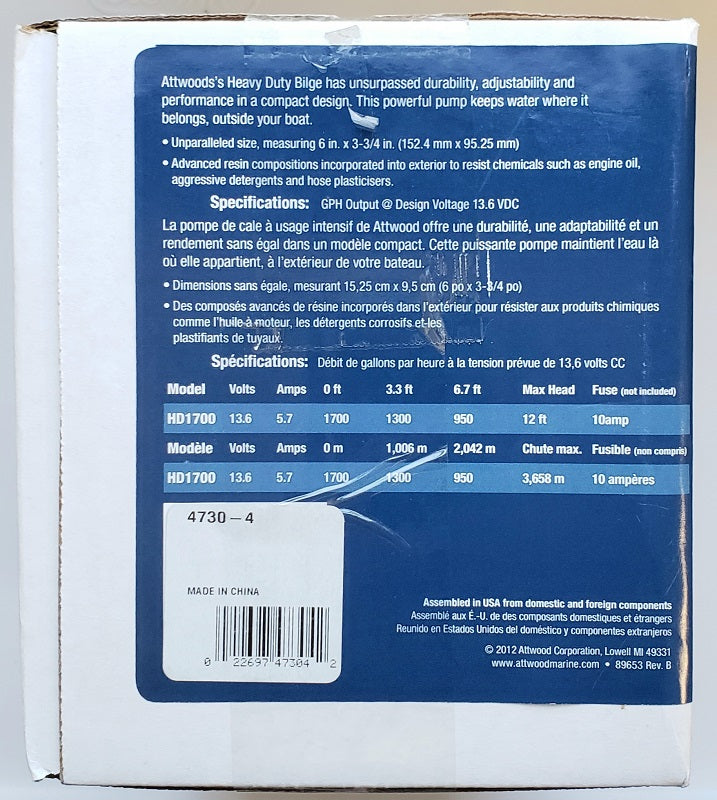 Attwoods's Heavy Duty Bilge has unsurpassed durability, adjustability and
performance in a compact design. This powerful pump keeps water where it
belongs, outside your boat.
• Unparalleled size, measuring 6 in. x 3-3/4 in. (152.4 mm x 95.25 mm)
• Advanced resin compositions incorporated into exterior to resist chemicals such as engine oil,
aggressive detergents and hose plasticisers.
Specifications: GPH Output @ Design Voltage 13.6 VDC
La pompe de cale à usage intensif de Attwood offre une durabilité, une adaptabilité et un
rendement sans égal dans un modèle compact. Cette puissante pompe maintient l'eau là
où elle appartient, à l'extérieur de votre bateau.
• Dimensions sans égale, mesurant 15,25 cm x 9,5 cm (6 po x 3-3/4 po)
• Des composés avancés de résine incorporés dans l'extérieur pour résister aux produits chimiques
comme l'huile à moteur, les détergents corrosifs et les
plastifiants de tuyaux.
Spécifications: Débit de gallons par heure à la tension prévue de 13,6 volts CC
Model Volts Amps 0 ft 3.3 ft 6.7 ft Max Head Fuse (not included)
HD1700 13.6 5.7 1700 1300 950 12 ft 10amp
Modèle Volts Amps 0 m 1,006 m 2,042 m Chute max. Fusible (non compris)
HD1700 13.6 5.7 1700 1300 950 3,658 m 10 ampères
4730 – 4
MADE IN CHINA
0 22697 47304 2
Assembled in USA from domestic and foreign components
Assemblé aux É.-U. de des composants domestiques et étrangers
Reunido en Estados Unidos del doméstico y componentes extranjeros
© 2012 Attwood Corporation, Lowell MI 49331
www.attwoodmarine.com • 89653 Rev. B